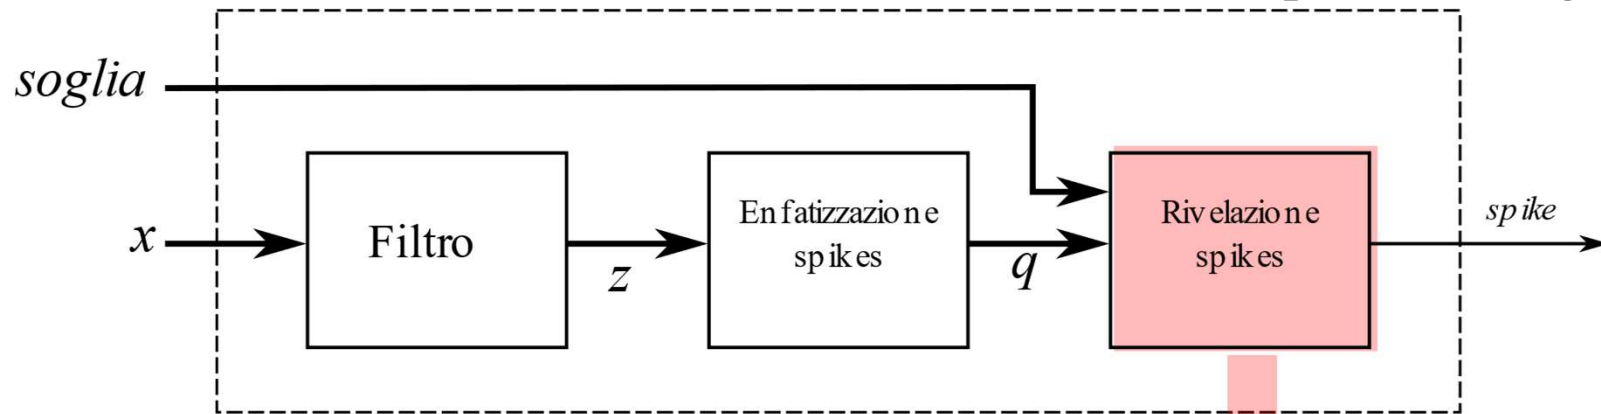 soglia
x
Filtro
z
Enfatizzazione
spikes
q
Rivelazione
spikes
spike